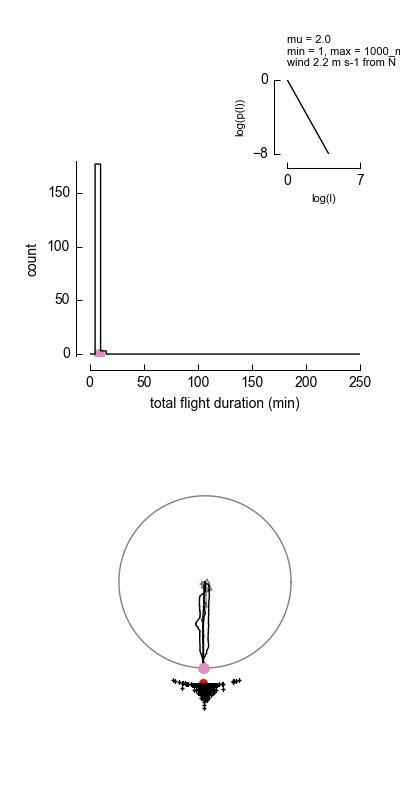 mu = 2.0
min = 1, max = 1000_m
wind 2.2 m s-1 from N
0
−8
log(p(l))
0 7
log(l)
150
100
50
0
count
0 50 100 150 200 250
total flight duration (min)